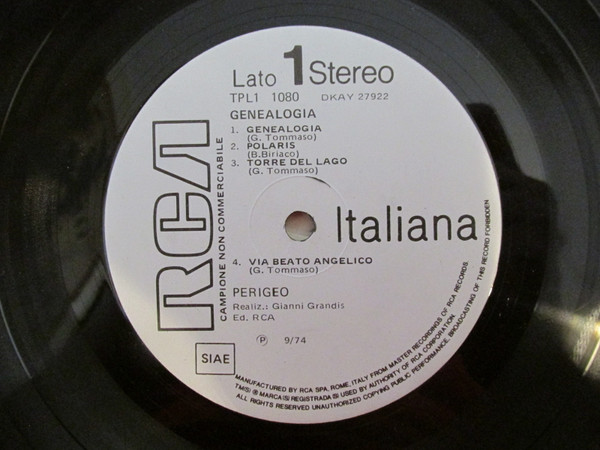 Lato 1 Stereo
TPL1 1080 DKAY 27922
GENEALOGIA
1. GENEALOGIA
(G. Tommaso)
2. POLARIS
(B.Biriaco)
3. TORRE DEL LAGO
(G. Tommaso)
RCA
CAMPIONE NON COMMERCIABILE
Italiana
4. VIA BEATO ANGELICO
(G. Tommaso)
PERIGEO
Realiz.: Gianni Grandis
Ed. RCA
℗ 9/74
SIAE
MANUFACTURED BY RCA SPA, ROME, ITALY FROM MASTER RECORDINGS OF RCA RECORDS.
TM(S) ® MARCA(S) REGISTRADA(S) USED BY AUTHORITY OF RCA CORPORATION
ALL RIGHTS RESERVED UNAUTHORIZED COPYING PUBLIC PERFORMANCE, BROADCASTING OF THIS RECORD FORBIDDEN